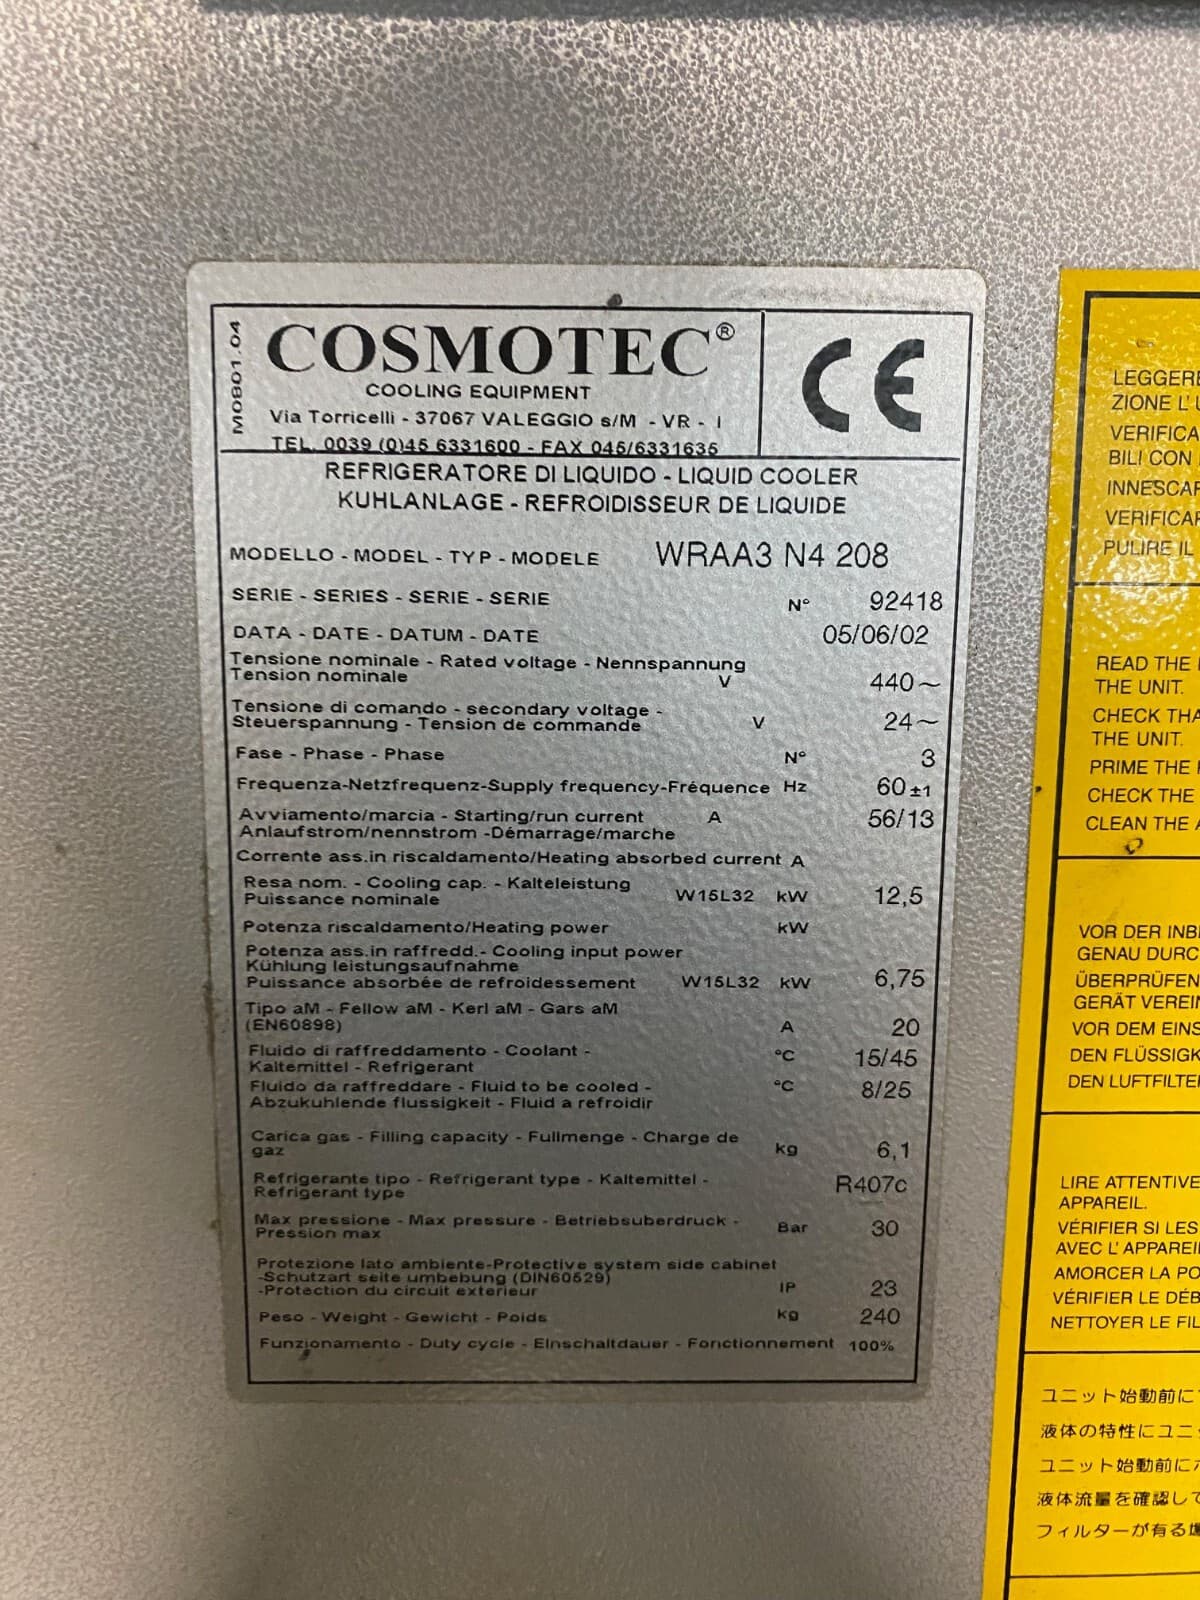 M0801.04
COSMOTEC®
COOLING EQUIPMENT
Via Torricelli - 37067 VALEGGIO s/M - VR - I
TEL. 0039 (0)45 6331600 - FAX 045/6331635
CE
REFRIGERATORE DI LIQUIDO - LIQUID COOLER
KUHLANLAGE - REFROIDISSEUR DE LIQUIDE
MODELLO - MODEL - TYP - MODELE WRAA3 N4 208
SERIE - SERIES - SERIE - SERIE N° 92418
DATA - DATE - DATUM - DATE 05/06/02
Tensione nominale - Rated voltage - Nennspannung
Tension nominale V 440~
Tensione di comando - secondary voltage -
Steuerspannung - Tension de commande V 24~
Fase - Phase - Phase N° 3
Frequenza-Netzfrequenz-Supply frequency-Fréquence Hz 60±1
Avviamento/marcia - Starting/run current A 56/13
Anlaufstrom/nennstrom -Démarrage/marche
Corrente ass.in riscaldamento/Heating absorbed current A
Resa nom. - Cooling cap. - Kalteleistung
Puissance nominale W15L32 kW 12,5
Potenza riscaldamento/Heating power kW
Potenza ass.in raffredd.- Cooling input power
Kühlung leistungsaufnahme
Puissance absorbée de refroidessement W15L32 kW 6,75
Tipo aM - Fellow aM - Kerl aM - Gars aM
(EN60898) A 20
Fluido di raffreddamento - Coolant - °C 15/45
Kaltemittel - Refrigerant
Fluido da raffreddare - Fluid to be cooled - °C 8/25
Abzukuhlende flussigkeit - Fluid a refroidir
Carica gas - Filling capacity - Fullmenge - Charge de
gaz kg 6,1
Refrigerante tipo - Refrigerant type - Kaltemittel - R407c
Refrigerant type
Max pressione - Max pressure - Betriebsuberdruck - Bar 30
Pression max
Protezione lato ambiente-Protective system side cabinet
-Schutzart seite umbebung (DIN60529)
-Protection du circuit exterieur IP 23
Peso - Weight - Gewicht - Poids kg 240
Funzionamento - Duty cycle - Einschaltdauer - Fonctionnement 100%
LEGGERE
ZIONE L'
VERIFICA
BILI CON
VERIFICAR
PULIRE IL
READ THE
THE UNIT.
CHECK THA
THE UNIT.
PRIME THE
CHECK THE
CLEAN THE
VOR DER
GENAU DURC
ÜBERPRÜFEN
GERÄT
VOR DEM EINS
DEN FLÜSSIGK
DEN LUFTFILTE
LIRE ATTENTIVE
APPAREIL.
VÉRIFIER SI LES
AVEC L' APPAREI
AMORCER LA PO
VÉRIFIER LE DÉB
NETTOYER LE FIL
ユニット始動前に
液体の特性にユニ
ユニット始動前に
液体流量を確認して
フィルターが有る